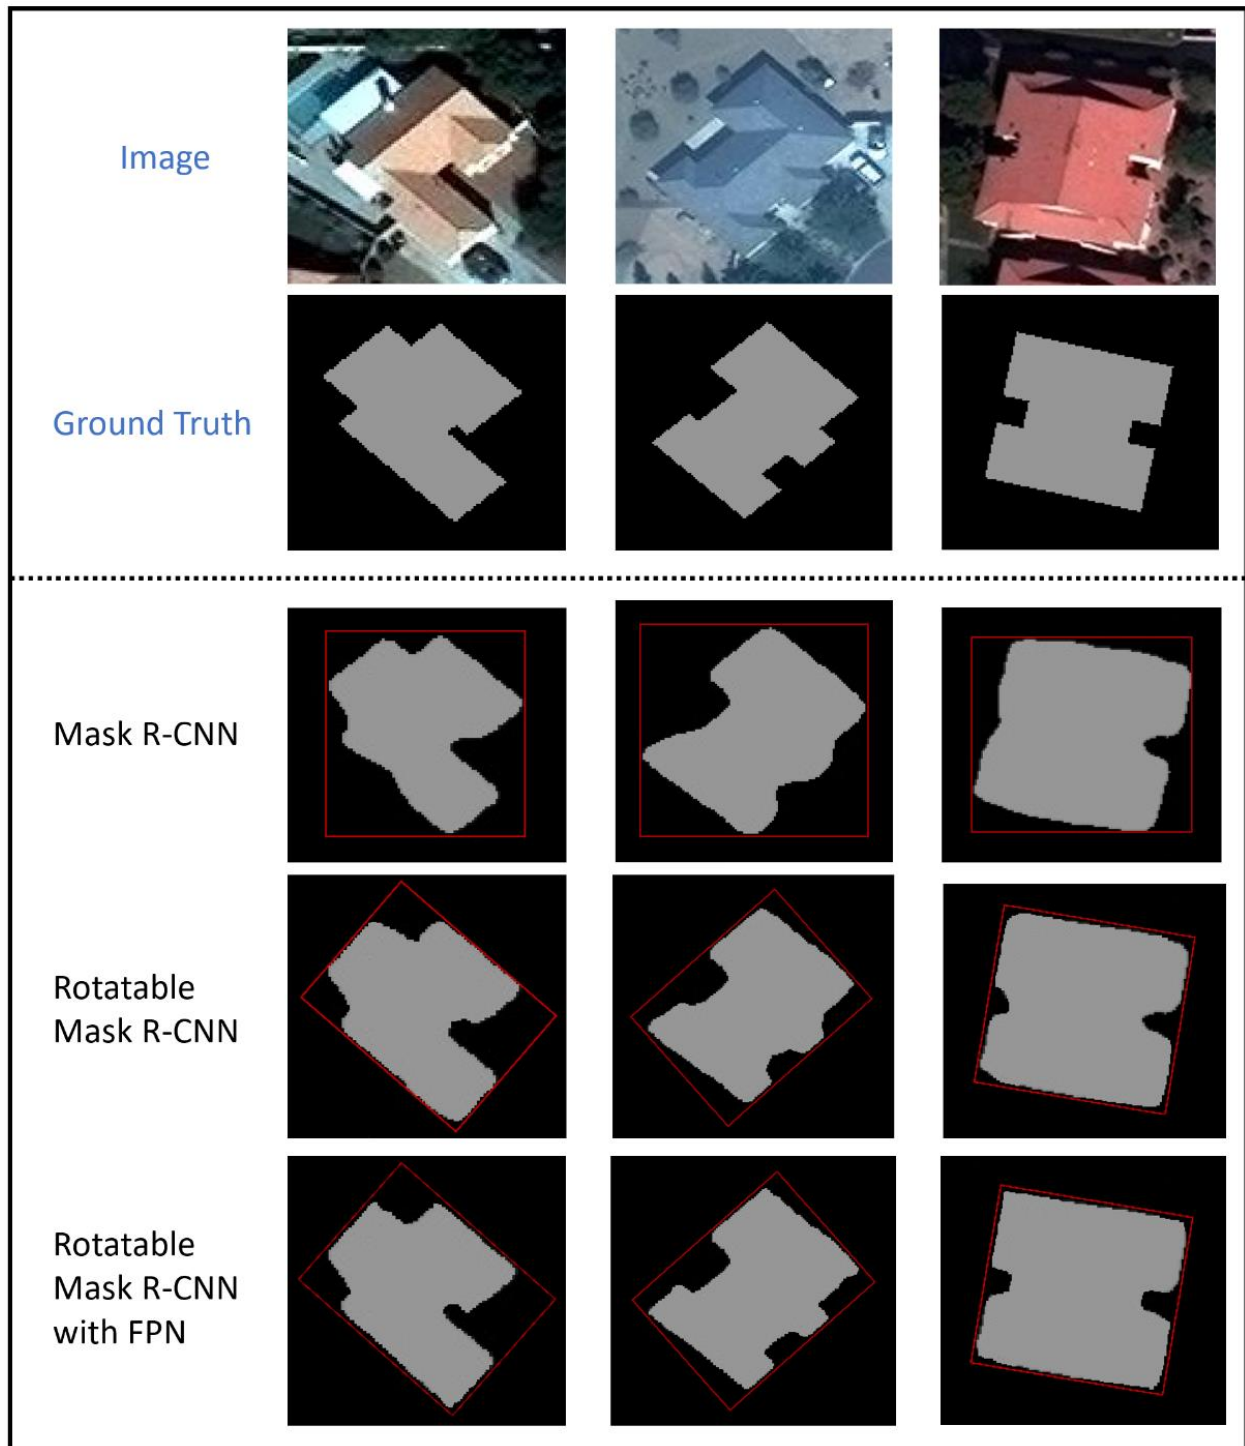 Image
Ground Truth
Mask R-CNN
Rotatable
Mask R-CNN
Rotatable
Mask R-CNN
with FPN